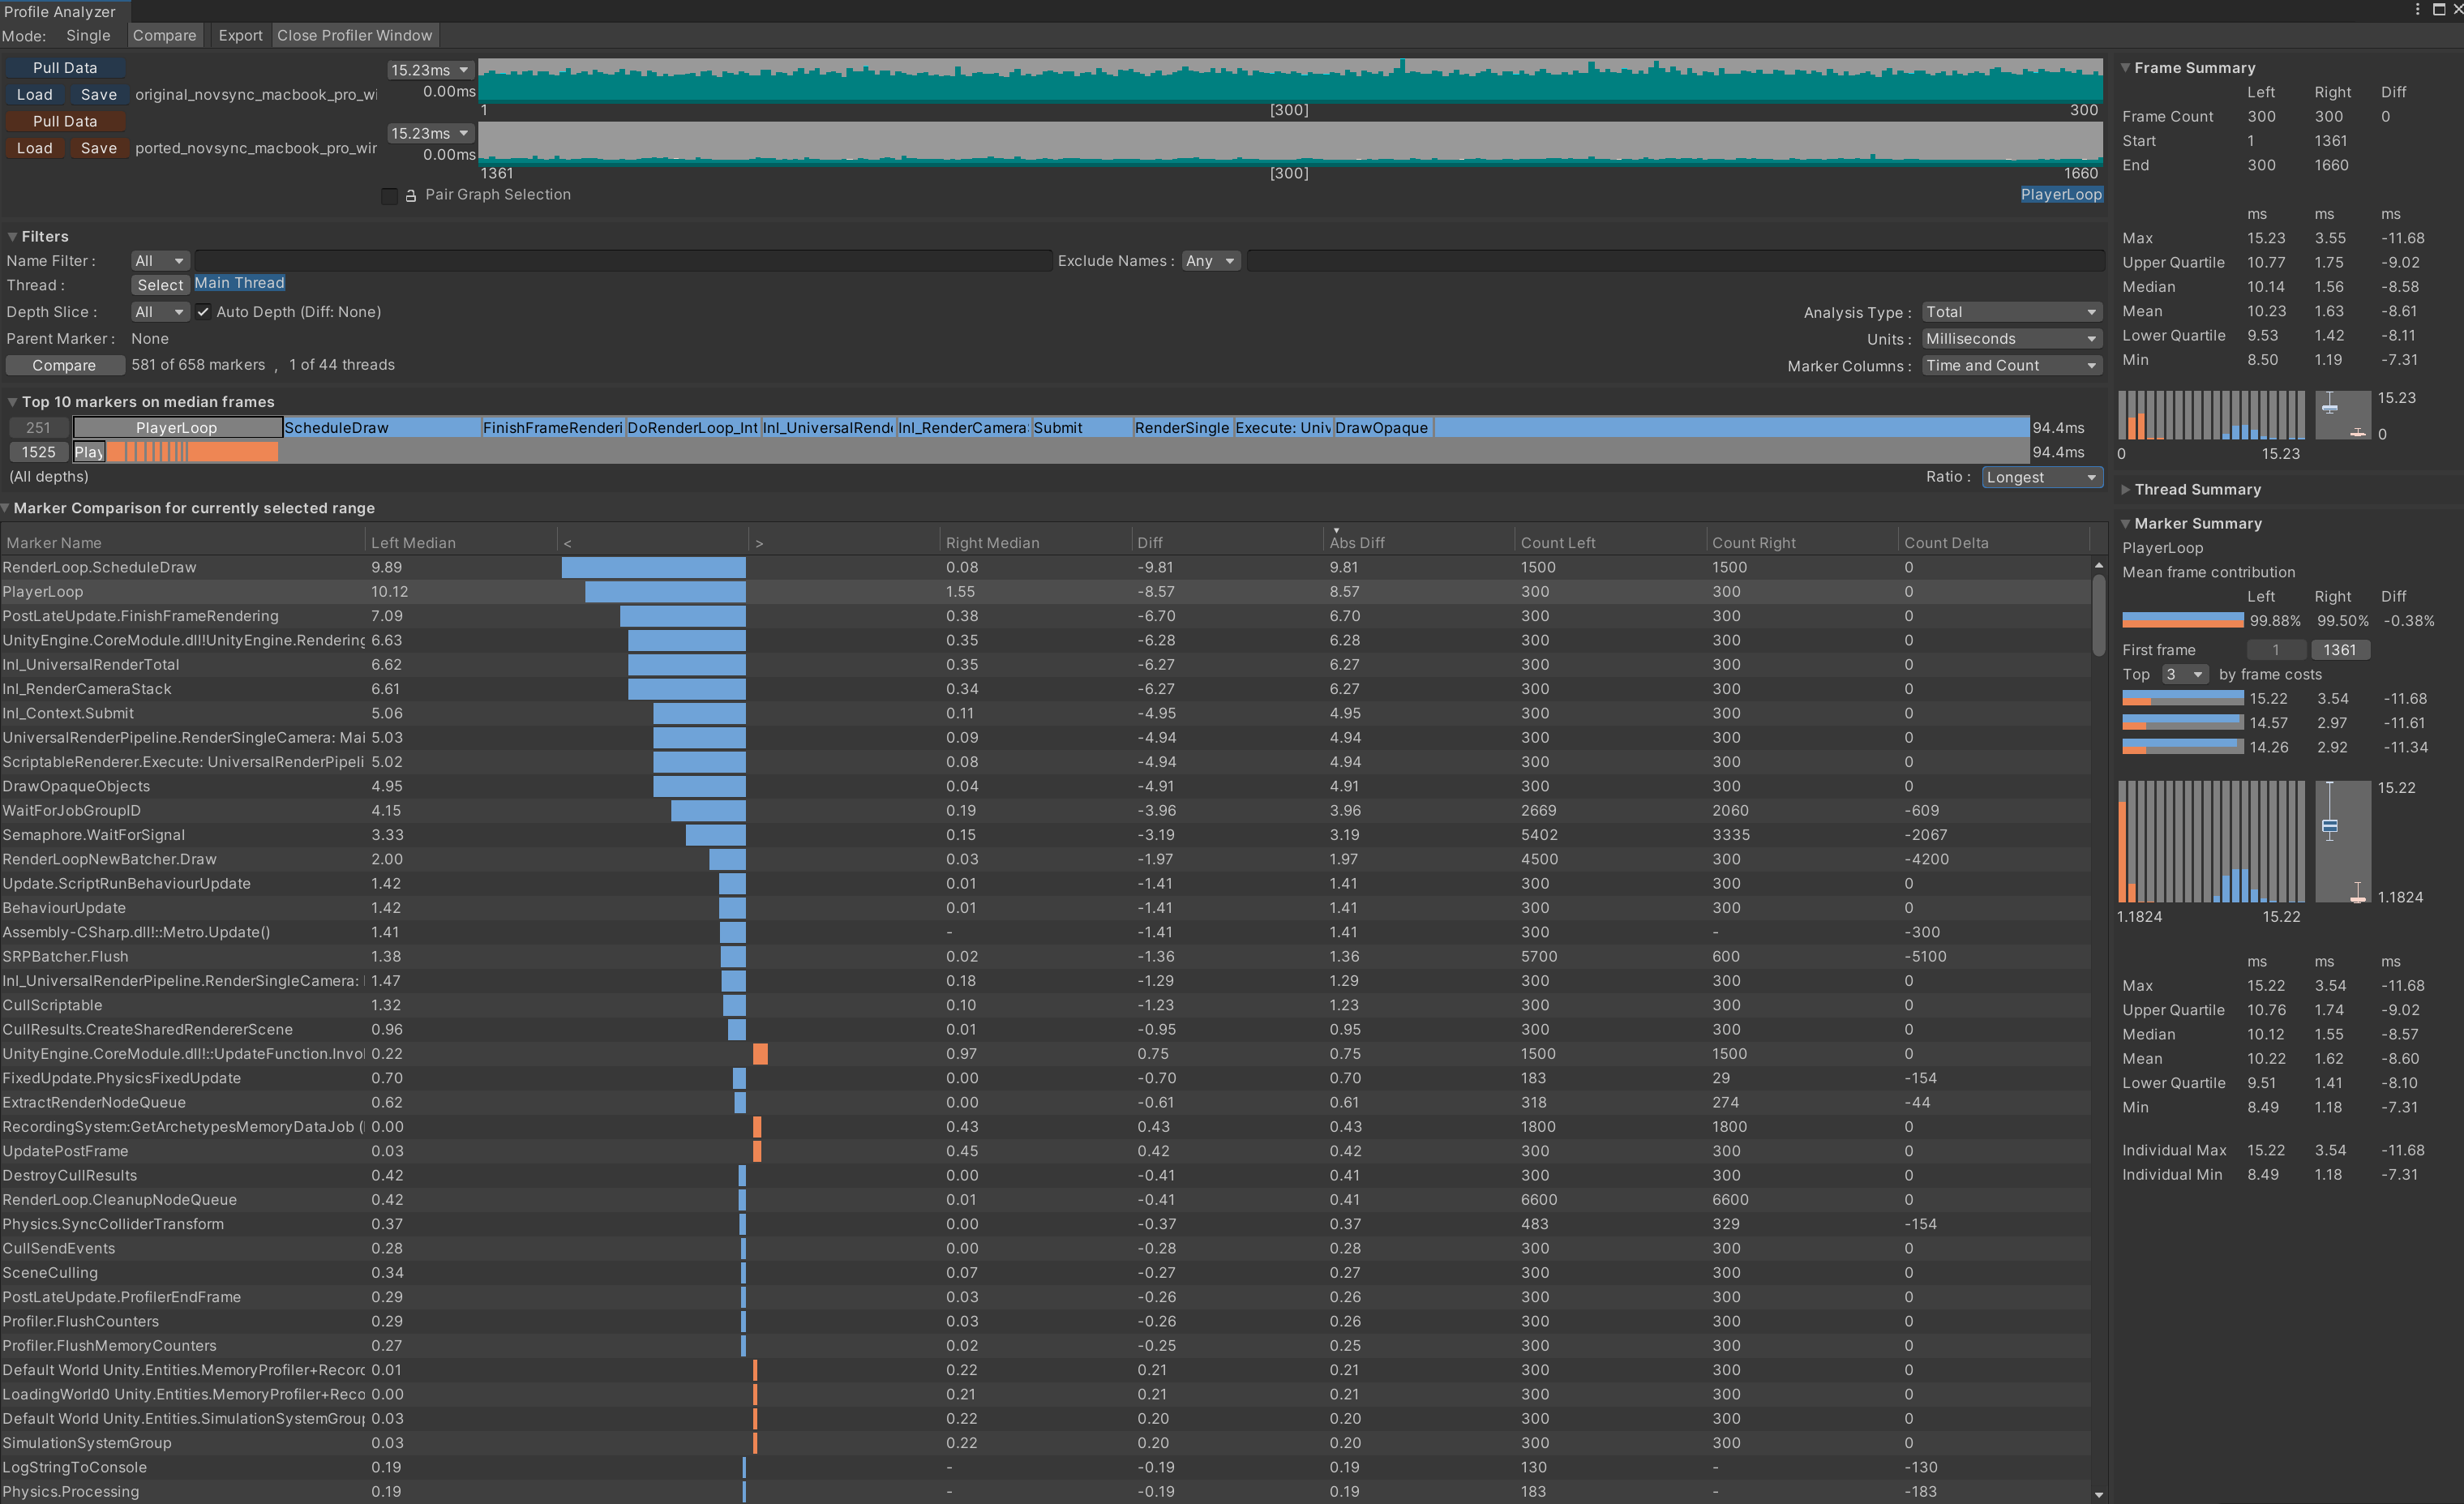 Profile Analyzer
Mode: Single Compare Export Close Profiler Window
Pull Data
Load Save original_novsync_macbook_pro_wi
Pull Data
Load Save ported_novsync_macbook_pro_wir
15.23ms
0.00ms
1 [300] 300
15.23ms
0.00ms
1361 [300] 1660
Pair Graph Selection PlayerLoop
Filters
Name Filter : All Exclude Names : Any
Thread : Select Main Thread
Depth Slice : All Auto Depth (Diff: None) Analysis Type : Total
Parent Marker : None Units : Milliseconds
Compare 581 of 658 markers , 1 of 44 threads Marker Columns : Time and Count
Top 10 markers on median frames
251 PlayerLoop ScheduleDraw FinishFrameRenderi DoRenderLoop_Int Inl_UniversalRende Inl_RenderCamera: Submit RenderSingle Execute: Univ DrawOpaque 94.4ms
1525 Play 94.4ms
(All depths) Ratio : Longest
Marker Comparison for currently selected range
Marker Name Left Median < > Right Median Diff Abs Diff Count Left Count Right Count Delta
RenderLoop.ScheduleDraw 9.89 0.08 -9.81 9.81 1500 1500 0
PlayerLoop 10.12 1.55 -8.57 8.57 300 300 0
PostLateUpdate.FinishFrameRendering 7.09 0.38 -6.70 6.70 300 300 0
UnityEngine.CoreModule.dll!UnityEngine.Rendering 6.63 0.35 -6.28 6.28 300 300 0
Inl_UniversalRenderTotal 6.62 0.35 -6.27 6.27 300 300 0
Inl_RenderCameraStack 6.61 0.34 -6.27 6.27 300 300 0
Inl_Context.Submit 5.06 0.11 -4.95 4.95 300 300 0
UniversalRenderPipeline.RenderSingleCamera: Mai 5.03 0.09 -4.94 4.94 300 300 0
ScriptableRenderer.Execute: UniversalRenderPipeli 5.02 0.08 -4.94 4.94 300 300 0
DrawOpaqueObjects 4.95 0.04 -4.91 4.91 300 300 0
WaitForJobGroupID 4.15 0.19 -3.96 3.96 2669 2060 -609
Semaphore.WaitForSignal 3.33 0.15 -3.19 3.19 5402 3335 -2067
RenderLoopNewBatcher.Draw 2.00 0.03 -1.97 1.97 4500 300 -4200
Update.ScriptRunBehaviourUpdate 1.42 0.01 -1.41 1.41 300 300 0
BehaviourUpdate 1.42 0.01 -1.41 1.41 300 300 0
Assembly-CSharp.dll!::Metro.Update() 1.41 - -1.41 1.41 300 - -300
SRPBatcher.Flush 1.38 0.02 -1.36 1.36 5700 600 -5100
Inl_UniversalRenderPipeline.RenderSingleCamera: 1.47 0.18 -1.29 1.29 300 300 0
CullScriptable 1.32 0.10 -1.23 1.23 300 300 0
CullResults.CreateSharedRendererScene 0.96 0.01 -0.95 0.95 300 300 0
UnityEngine.CoreModule.dll!::UpdateFunction.Invo 0.22 0.97 0.75 0.75 1500 1500 0
FixedUpdate.PhysicsFixedUpdate 0.70 0.00 -0.70 0.70 183 29 -154
ExtractRenderNodeQueue 0.62 0.00 -0.61 0.61 318 274 -44
RecordingSystem:GetArchetypesMemoryDataJob ( 0.00 0.43 0.43 0.43 1800 1800 0
UpdatePostFrame 0.03 0.45 0.42 0.42 300 300 0
DestroyCullResults 0.42 0.00 -0.41 0.41 300 300 0
RenderLoop.CleanupNodeQueue 0.42 0.01 -0.41 0.41 6600 6600 0
Physics.SyncColliderTransform 0.37 0.00 -0.37 0.37 483 329 -154
CullSendEvents 0.28 0.00 -0.28 0.28 300 300 0
SceneCulling 0.34 0.07 -0.27 0.27 300 300 0
PostLateUpdate.ProfilerEndFrame 0.29 0.03 -0.26 0.26 300 300 0
Profiler.FlushCounters 0.29 0.03 -0.26 0.26 300 300 0
Profiler.FlushMemoryCounters 0.27 0.02 -0.25 0.25 300 300 0
Default World Unity.Entities.MemoryProfiler+Record 0.01 0.22 0.21 0.21 300 300 0
LoadingWorld0 Unity.Entities.MemoryProfiler+Reco 0.00 0.21 0.21 0.21 300 300 0
Default World Unity.Entities.SimulationSystemGroup 0.03 0.22 0.20 0.20 300 300 0
SimulationSystemGroup 0.03 0.22 0.20 0.20 300 300 0
LogStringToConsole 0.19 - -0.19 0.19 130 - -130
Physics.Processing 0.19 - -0.19 0.19 183 - -183
Frame Summary
Left Right Diff
Frame Count 300 300 0
Start 1 1361
End 300 1660
ms ms ms
Max 15.23 3.55 -11.68
Upper Quartile 10.77 1.75 -9.02
Median 10.14 1.56 -8.58
Mean 10.23 1.63 -8.61
Lower Quartile 9.53 1.42 -8.11
Min 8.50 1.19 -7.31
15.23
0
0 15.23
Thread Summary
Marker Summary
PlayerLoop
Mean frame contribution
Left Right Diff
99.88% 99.50% -0.38%
First frame 1 1361
Top 3 by frame costs
15.22 3.54 -11.68
14.57 2.97 -11.61
14.26 2.92 -11.34
15.22
1.1824
1.1824 15.22
ms ms ms
Max 15.22 3.54 -11.68
Upper Quartile 10.76 1.74 -9.02
Median 10.12 1.55 -8.57
Mean 10.22 1.62 -8.60
Lower Quartile 9.51 1.41 -8.10
Min 8.49 1.18 -7.31
Individual Max 15.22 3.54 -11.68
Individual Min 8.49 1.18 -7.31